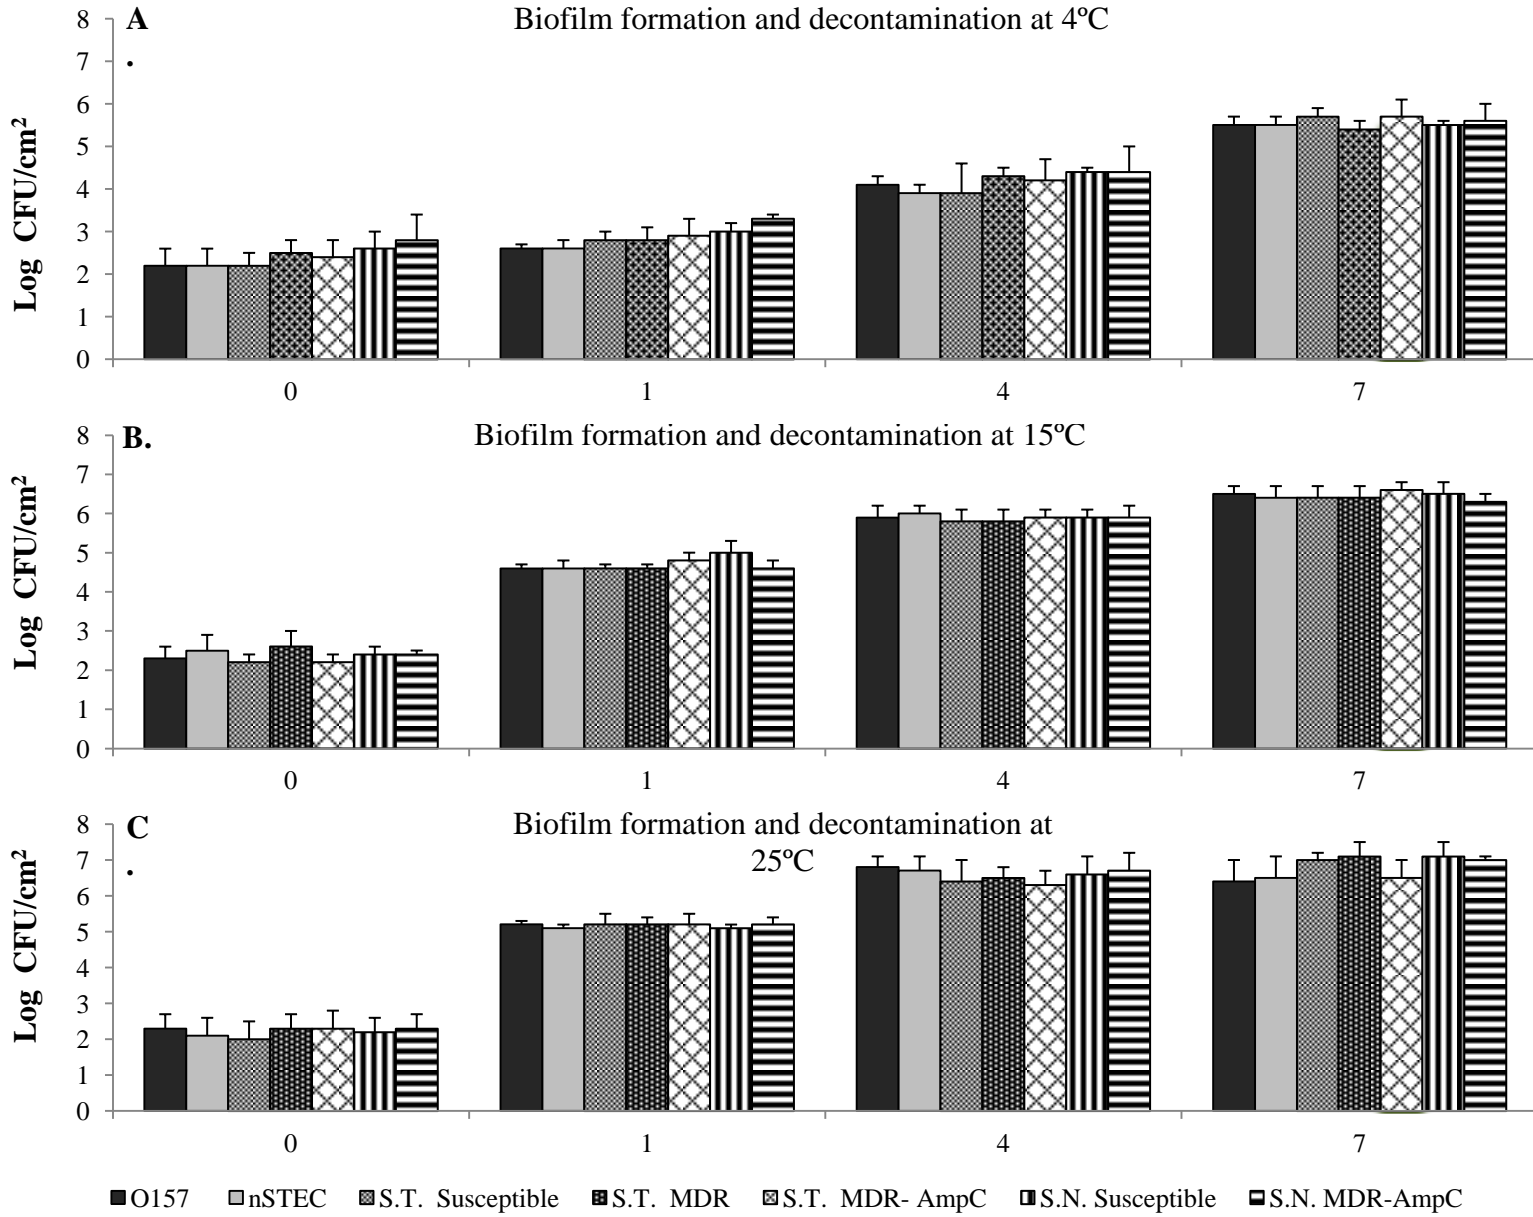 A
.
Biofilm formation and decontamination at 4ºC
Log CFU/cm²
8
7
6
5
4
3
2
1
0
0 1 4 7
B.
Biofilm formation and decontamination at 15ºC
Log CFU/cm²
8
7
6
5
4
3
2
1
0
0 1 4 7
C
.
Biofilm formation and decontamination at
25ºC
Log CFU/cm²
8
7
6
5
4
3
2
1
0
0 1 4 7
O157 nSTEC S.T. Susceptible S.T. MDR S.T. MDR- AmpC S.N. Susceptible S.N. MDR-AmpC